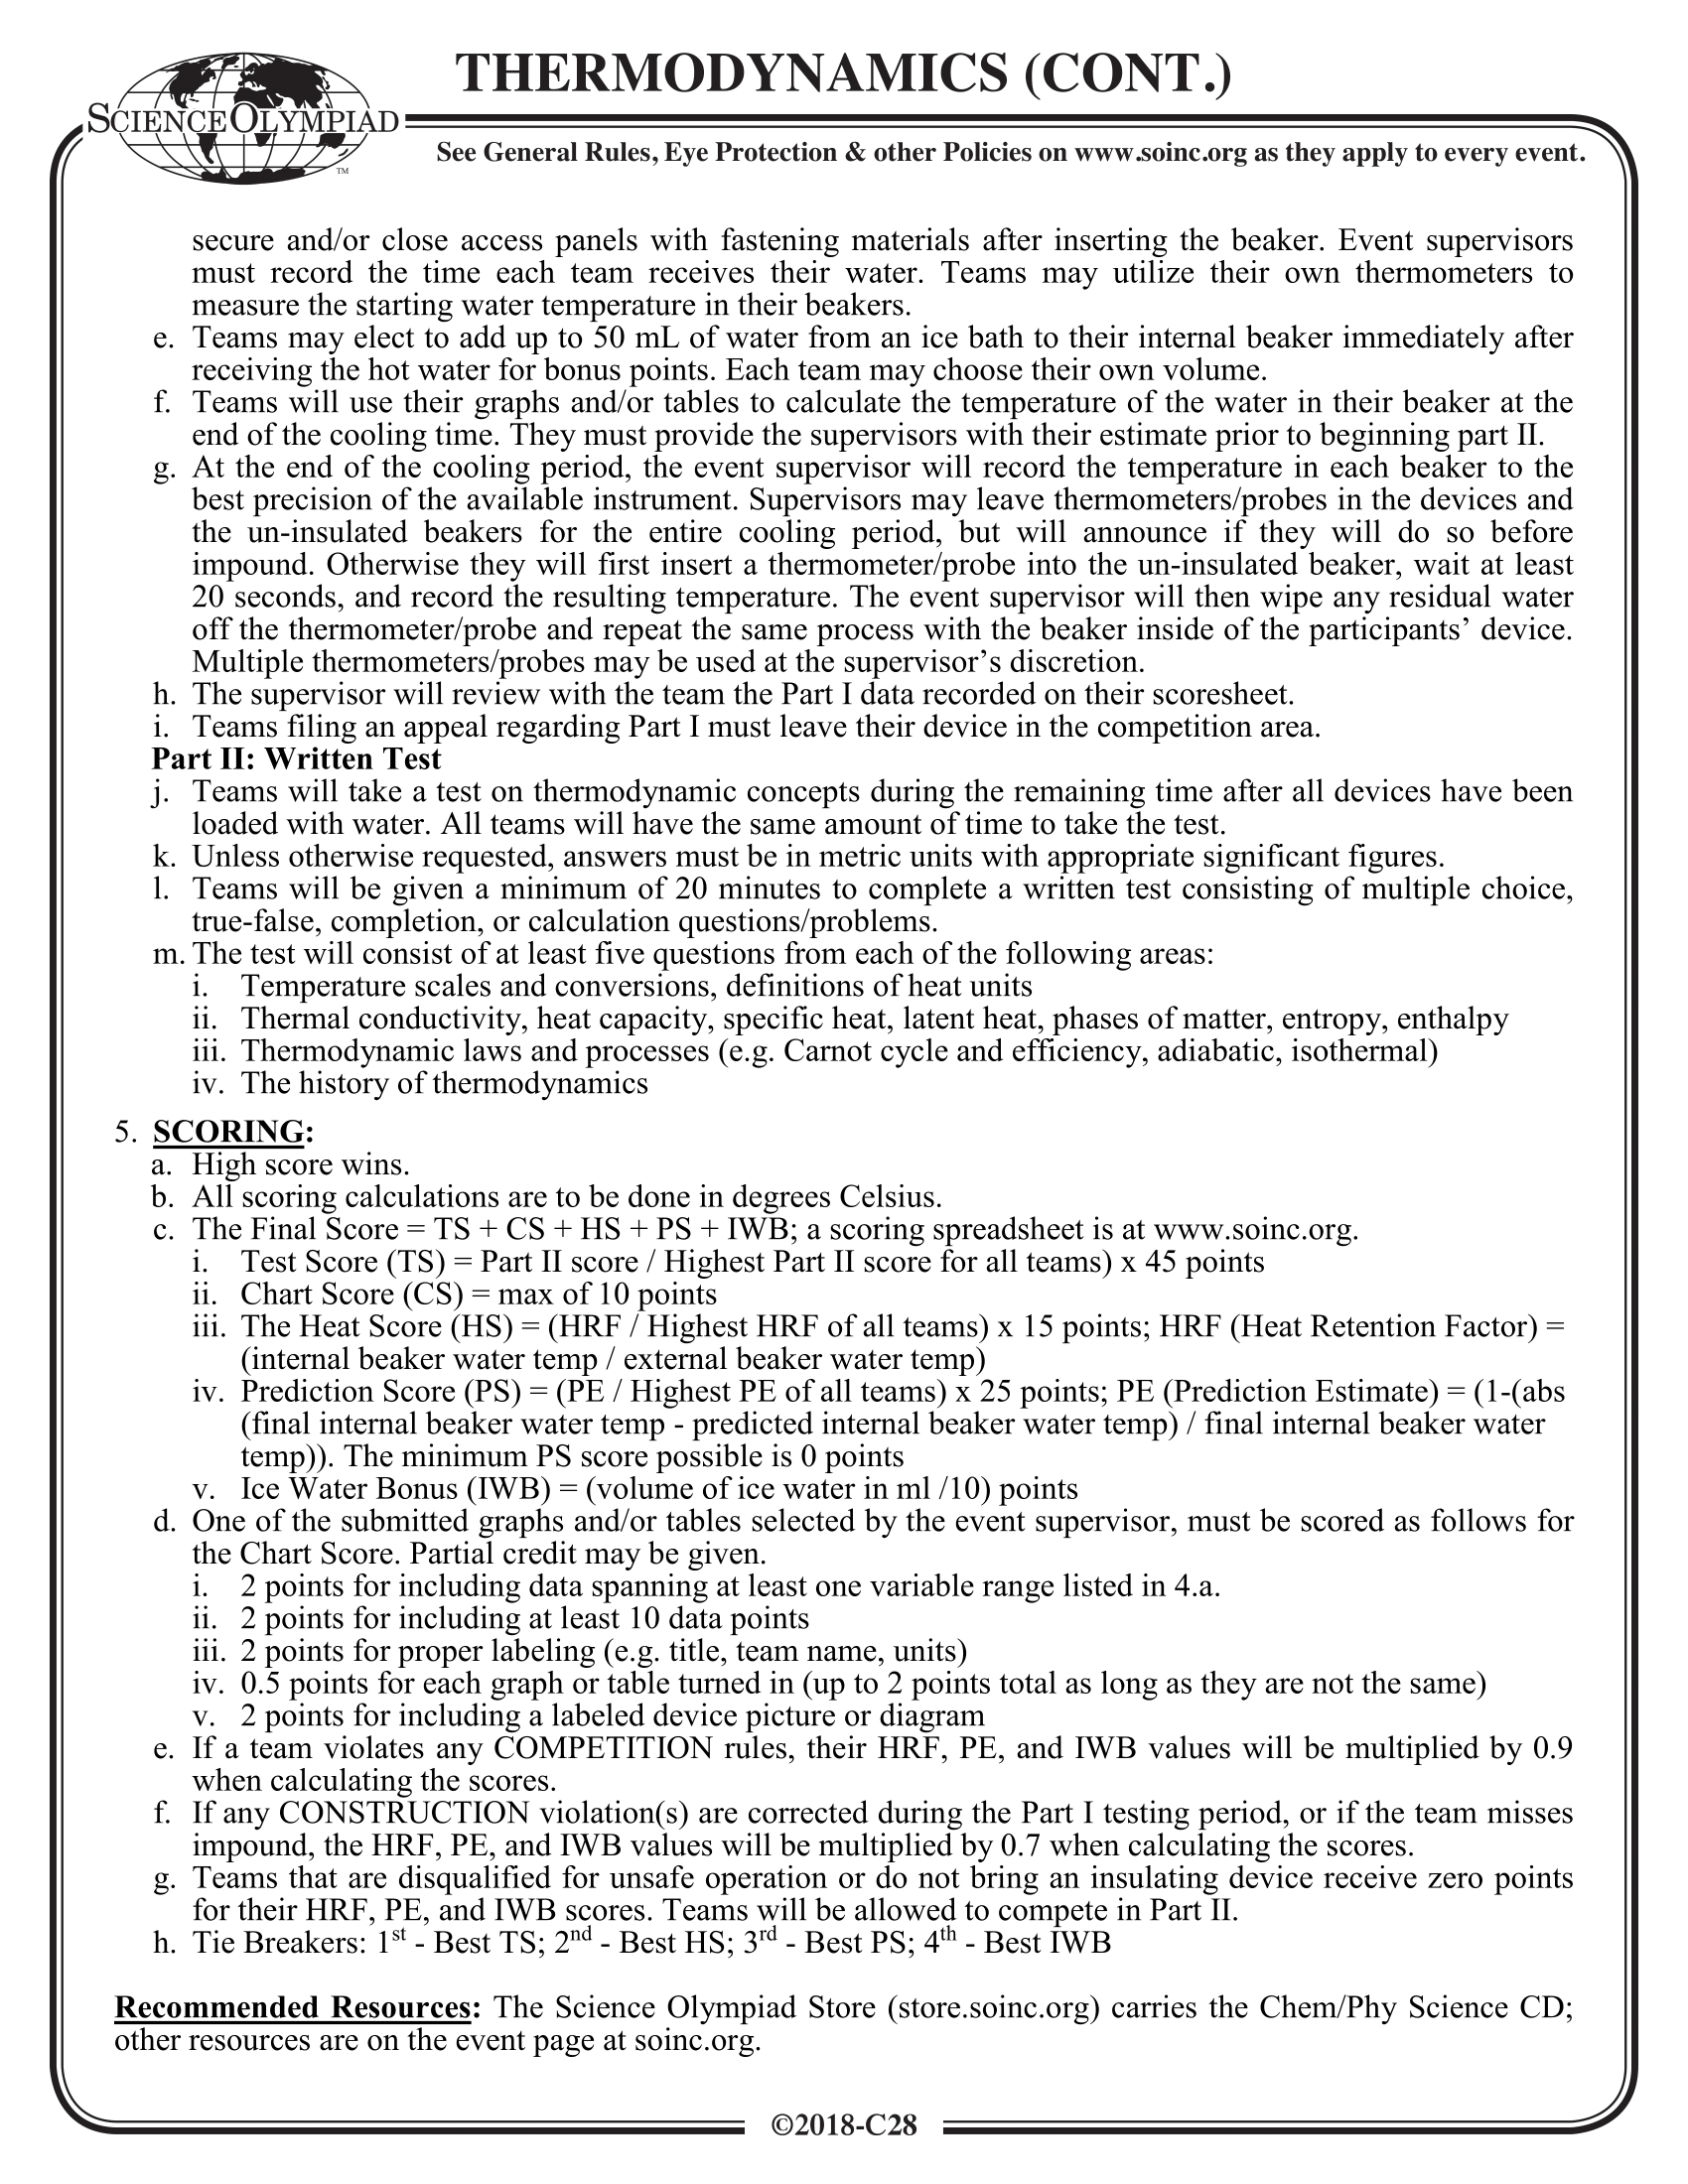 THERMODYNAMICS (CONT.)
SCIENCE OLYMPIAD
TM
See General Rules, Eye Protection & other Policies on www.soinc.org as they apply to every event.
secure and/or close access panels with fastening materials after inserting the beaker. Event supervisors
must record the time each team receives their water. Teams may utilize their own thermometers to
measure the starting water temperature in their beakers.
e. Teams may elect to add up to 50 mL of water from an ice bath to their internal beaker immediately after
receiving the hot water for bonus points. Each team may choose their own volume.
f. Teams will use their graphs and/or tables to calculate the temperature of the water in their beaker at the
end of the cooling time. They must provide the supervisors with their estimate prior to beginning part II.
g. At the end of the cooling period, the event supervisor will record the temperature in each beaker to the
best precision of the available instrument. Supervisors may leave thermometers/probes in the devices and
the un-insulated beakers for the entire cooling period, but will announce if they will do so before
impound. Otherwise they will first insert a thermometer/probe into the un-insulated beaker, wait at least
20 seconds, and record the resulting temperature. The event supervisor will then wipe any residual water
off the thermometer/probe and repeat the same process with the beaker inside of the participants’ device.
Multiple thermometers/probes may be used at the supervisor’s discretion.
h. The supervisor will review with the team the Part I data recorded on their scoresheet.
i. Teams filing an appeal regarding Part I must leave their device in the competition area.
Part II: Written Test
j. Teams will take a test on thermodynamic concepts during the remaining time after all devices have been
loaded with water. All teams will have the same amount of time to take the test.
k. Unless otherwise requested, answers must be in metric units with appropriate significant figures.
l. Teams will be given a minimum of 20 minutes to complete a written test consisting of multiple choice,
true-false, completion, or calculation questions/problems.
m. The test will consist of at least five questions from each of the following areas:
i. Temperature scales and conversions, definitions of heat units
ii. Thermal conductivity, heat capacity, specific heat, latent heat, phases of matter, entropy, enthalpy
iii. Thermodynamic laws and processes (e.g. Carnot cycle and efficiency, adiabatic, isothermal)
iv. The history of thermodynamics
5. SCORING:
a. High score wins.
b. All scoring calculations are to be done in degrees Celsius.
c. The Final Score = TS + CS + HS + PS + IWB; a scoring spreadsheet is at www.soinc.org.
i. Test Score (TS) = Part II score / Highest Part II score for all teams) x 45 points
ii. Chart Score (CS) = max of 10 points
iii. The Heat Score (HS) = (HRF / Highest HRF of all teams) x 15 points; HRF (Heat Retention Factor) =
(internal beaker water temp / external beaker water temp)
iv. Prediction Score (PS) = (PE / Highest PE of all teams) x 25 points; PE (Prediction Estimate) = (1-(abs
(final internal beaker water temp - predicted internal beaker water temp) / final internal beaker water
temp)). The minimum PS score possible is 0 points
v. Ice Water Bonus (IWB) = (volume of ice water in ml /10) points
d. One of the submitted graphs and/or tables selected by the event supervisor, must be scored as follows for
the Chart Score. Partial credit may be given.
i. 2 points for including data spanning at least one variable range listed in 4.a.
ii. 2 points for including at least 10 data points
iii. 2 points for proper labeling (e.g. title, team name, units)
iv. 0.5 points for each graph or table turned in (up to 2 points total as long as they are not the same)
v. 2 points for including a labeled device picture or diagram
e. If a team violates any COMPETITION rules, their HRF, PE, and IWB values will be multiplied by 0.9
when calculating the scores.
f. If any CONSTRUCTION violation(s) are corrected during the Part I testing period, or if the team misses
impound, the HRF, PE, and IWB values will be multiplied by 0.7 when calculating the scores.
g. Teams that are disqualified for unsafe operation or do not bring an insulating device receive zero points
for their HRF, PE, and IWB scores. Teams will be allowed to compete in Part II.
h. Tie Breakers: 1st - Best TS; 2nd - Best HS; 3rd - Best PS; 4th - Best IWB
Recommended Resources: The Science Olympiad Store (store.soinc.org) carries the Chem/Phy Science CD;
other resources are on the event page at soinc.org.
©2018-C28